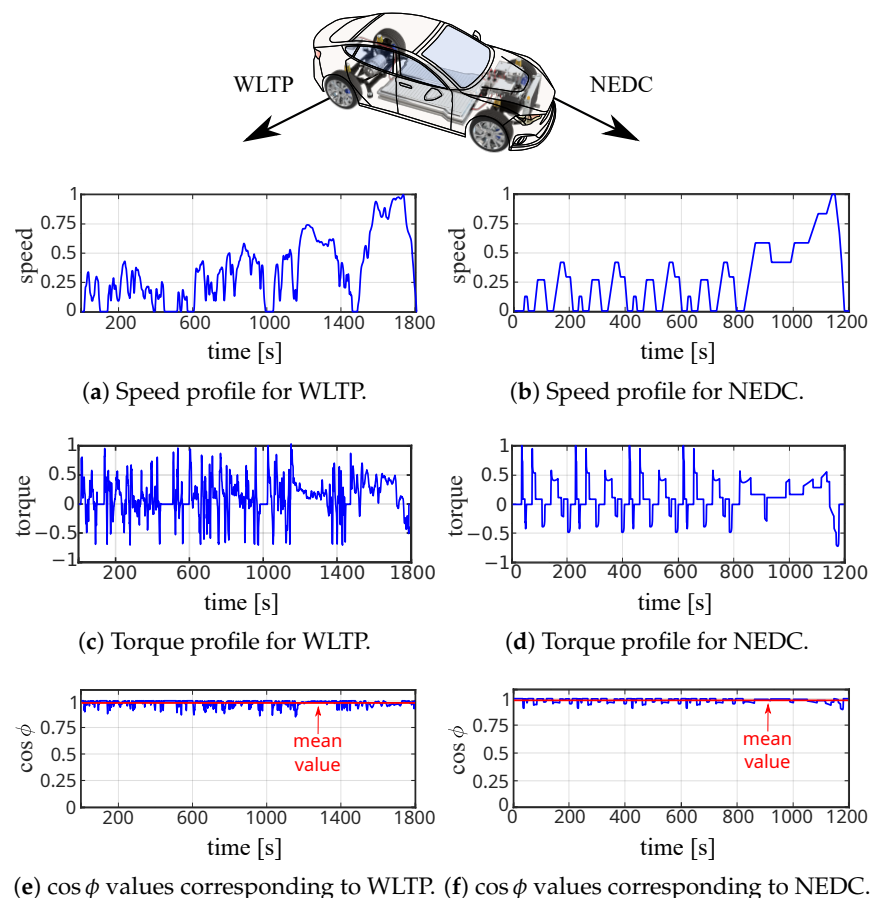 WLTP NEDC
1
0.75
0.5
0.25
0
speed
200 600 1000 1400 1800
time [s]
(a) Speed profile for WLTP.
1
0.75
0.5
0.25
0
speed
0 200 400 600 800 1000 1200
time [s]
(b) Speed profile for NEDC.
1
0.5
0
−0.5
−1
torque
200 600 1000 1400 1800
time [s]
(c) Torque profile for WLTP.
1
0.5
0
−0.5
−1
torque
0 200 400 600 800 1000 1200
time [s]
(d) Torque profile for NEDC.
1
0.75
0.5
0.25
0
cos ϕ
mean
value
200 600 1000 1400 1800
time [s]
(e) cos ϕ values corresponding to WLTP.
1
0.75
0.5
0.25
0
cos ϕ
mean
value
0 200 400 600 800 1000 1200
time [s]
(f) cos ϕ values corresponding to NEDC.